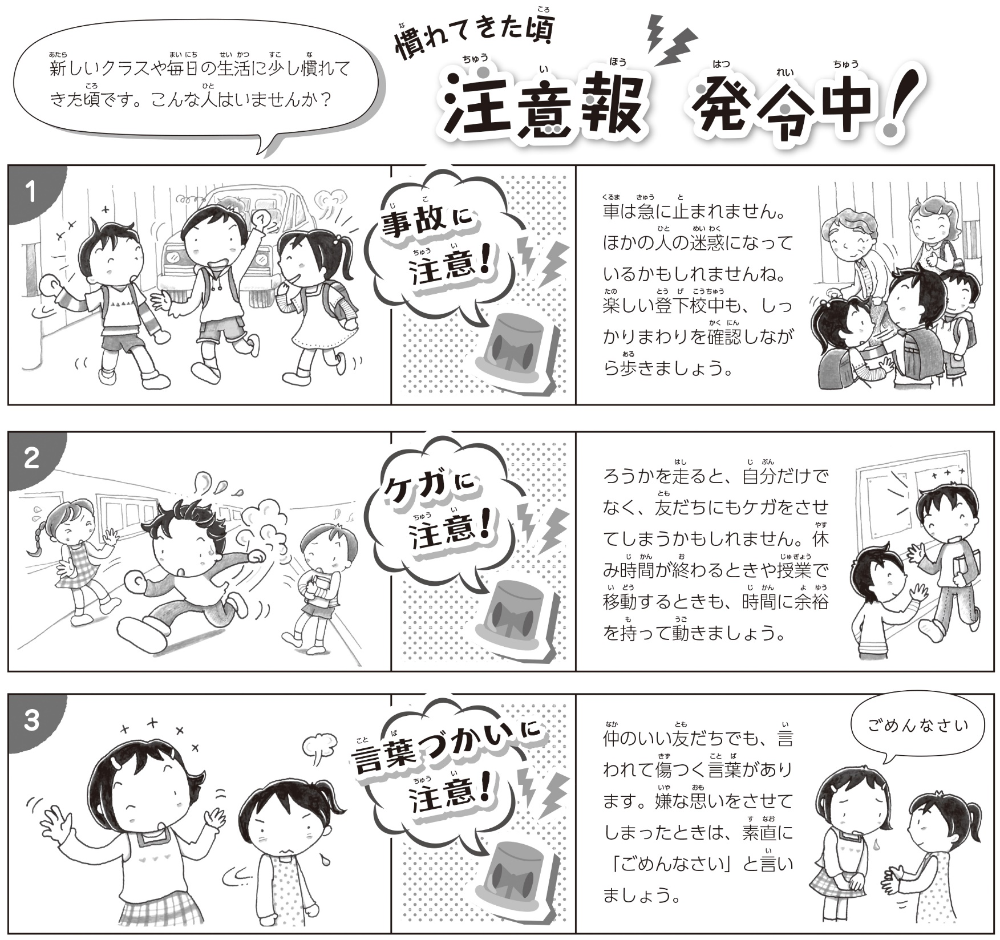 新しいクラスや毎日の生活に少し慣れて
きた頃です。こんな人はいませんか？
慣れてきた頃
注意報 発令中！
1
事故に
注意！
車は急に止まれません。
ほかの人の迷惑になって
いるかもしれませんね。
楽しい登下校中も、しっ
かりまわりを確認しなが
ら歩きましょう。
2
ケガに
注意！
ろうかを走ると、自分だけで
なく、友だちにもケガをさせ
てしまうかもしれません。休
み時間が終わるときや授業で
移動するときも、時間に余裕
を持って動きましょう。
3
言葉づかいに
注意！
仲のいい友だちでも、言
われて傷つく言葉があり
ます。嫌な思いをさせて
しまったときは、素直に
「ごめんなさい」と言い
ましょう。
ごめんなさい